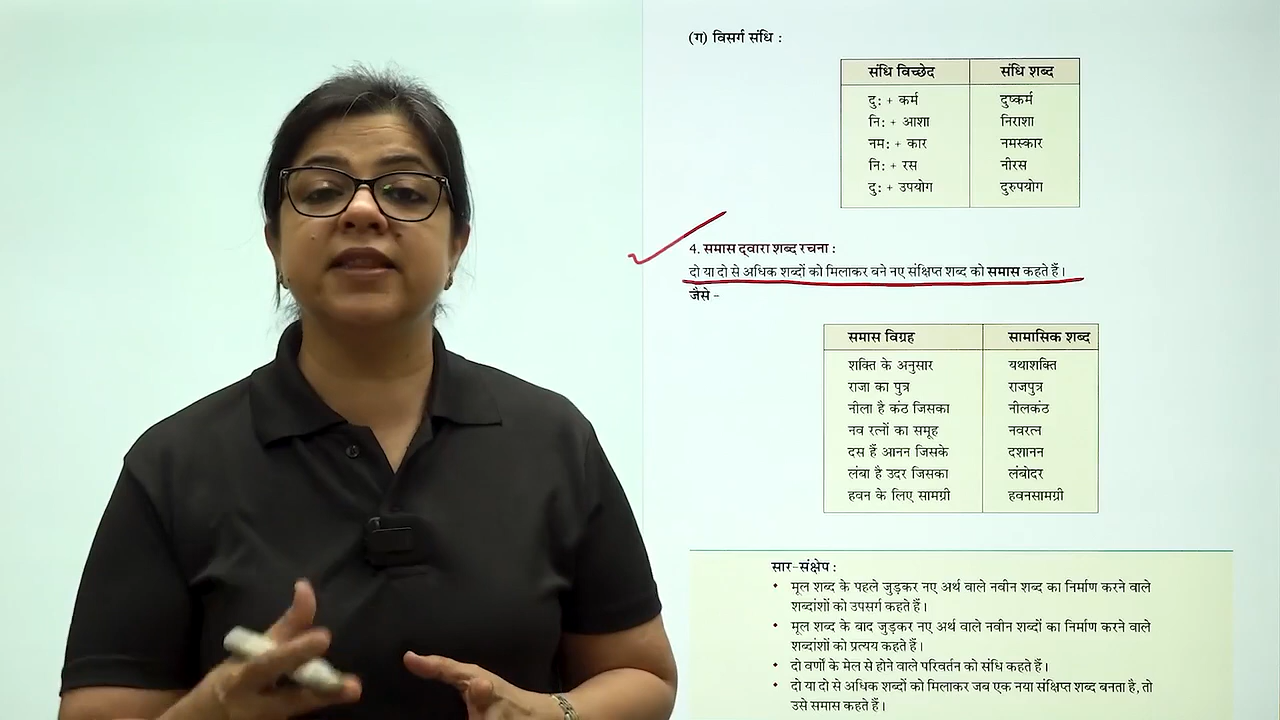 (ग) विसर्ग संधि :
संधि विच्छेद संधि शब्द
दु: + कर्म दुष्कर्म
नि: + आशा निराशा
नम: + कार नमस्कार
नि: + रस नीरस
दु: + उपयोग दुरुपयोग
4. समास द्वारा शब्द रचना :
दो या दो से अधिक शब्दों को मिलाकर बने नए संक्षिप्त शब्द को समास कहते हैं।
जैसे -
समास विग्रह सामासिक शब्द
शक्ति के अनुसार यथाशक्ति
राजा का पुत्र राजपुत्र
नीला है कंठ जिसका नीलकंठ
नव रत्नों का समूह नवरत्न
दस हैं आनन जिसके दशानन
लंबा है उदर जिसका लंबोदर
हवन के लिए सामग्री हवनसामग्री
सार-संक्षेप :
• मूल शब्द के पहले जुड़कर नए अर्थ वाले नवीन शब्द का निर्माण करने वाले
शब्दांशों को उपसर्ग कहते हैं।
• मूल शब्द के बाद जुड़कर नए अर्थ वाले नवीन शब्दों का निर्माण करने वाले
शब्दांशों को प्रत्यय कहते हैं।
• दो वर्णों के मेल से होने वाले परिवर्तन को संधि कहते हैं।
• दो या दो से अधिक शब्दों को मिलाकर जब एक नया संक्षिप्त शब्द बनता है, तो
उसे समास कहते हैं।